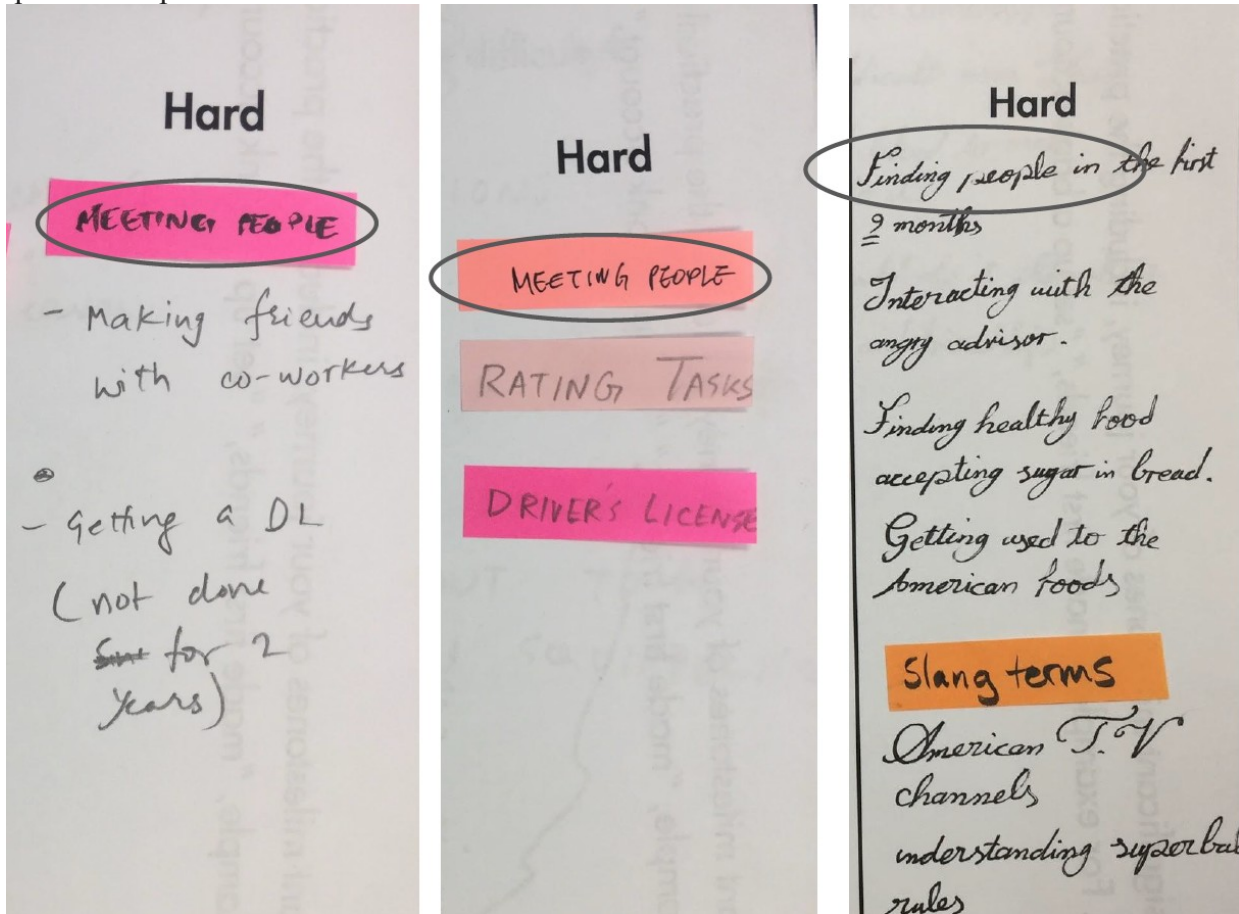 Hard
MEETING PEOPLE
- Making friends
with co-workers
- Getting a DL
(not done
for 2
years)
Hard
MEETING PEOPLE
RATING TASKS
DRIVER'S LICENSE
Hard
Finding people in the first
9 months
Interacting with the
angry advisor.
Finding healthy food
accepting sugar in bread.
Getting used to the
American foods
Slang terms
American T.V
channels
understanding superbal
rules